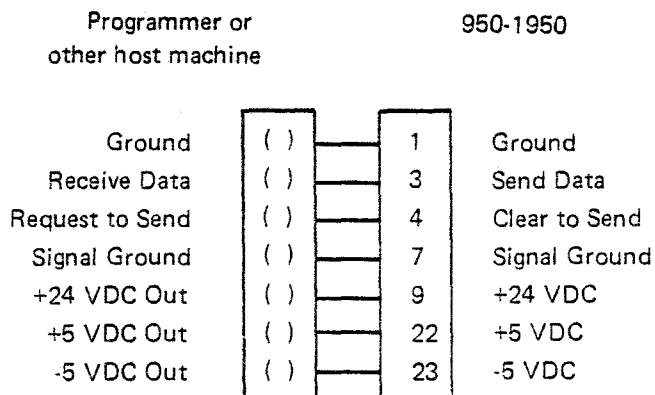 Programmer or 950-1950
other host machine
Ground ( ) 1 Ground
Receive Data ( ) 3 Send Data
Request to Send ( ) 4 Clear to Send
Signal Ground ( ) 7 Signal Ground
+24 VDC Out ( ) 9 +24 VDC
+5 VDC Out ( ) 22 +5 VDC
-5 VDC Out ( ) 23 -5 VDC